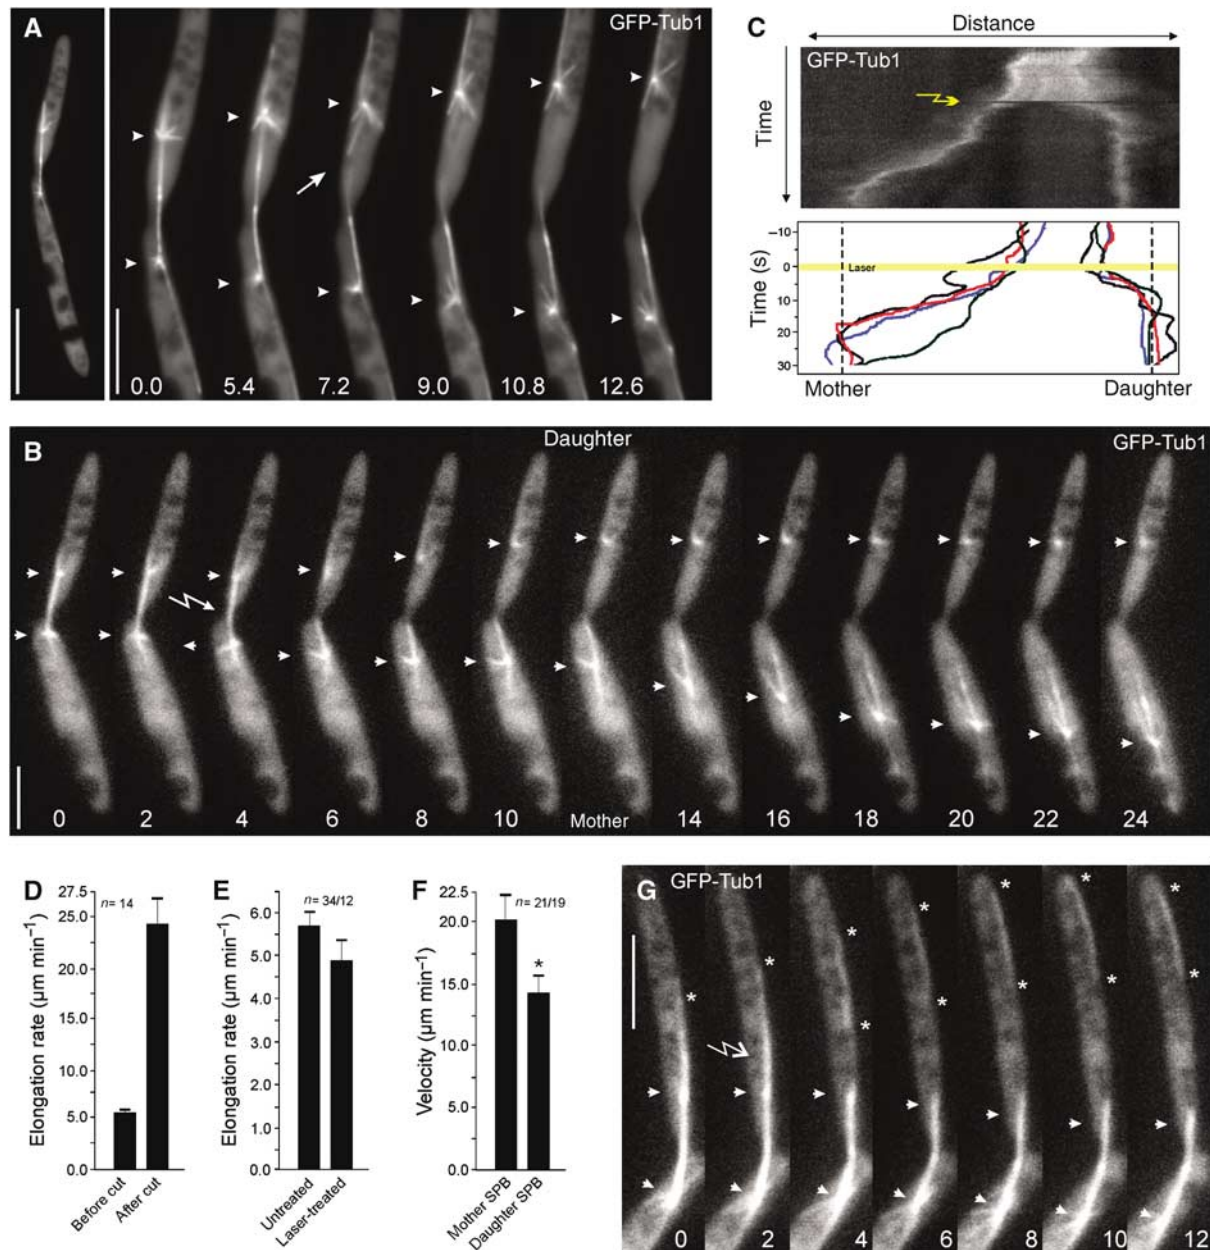 A
GFP-Tub1
0.0 5.4 7.2 9.0 10.8 12.6
C
Distance
GFP-Tub1
Time
Time (s)
-10
0
10
20
30
Laser
Mother Daughter
B
Daughter
GFP-Tub1
0 2 4 6 8 10 14 16 18 20 22 24
Mother
D
n= 14
Elongation rate (µm min−1)
27.5
25.0
20.0
15.0
10.0
5.0
0.0
Before cut
After cut
E
n= 34/12
Elongation rate (µm min−1)
6.0
5.0
4.0
3.0
2.0
1.0
0.0
Untreated
Laser-treated
F
n= 21/19
Velocity (µm min−1)
22.5
20.0
15.0
10.0
5.0
0.0
*
Mother SPB
Daughter SPB
G
GFP-Tub1
* * * * * * * * * * * *
0 2 4 6 8 10 12